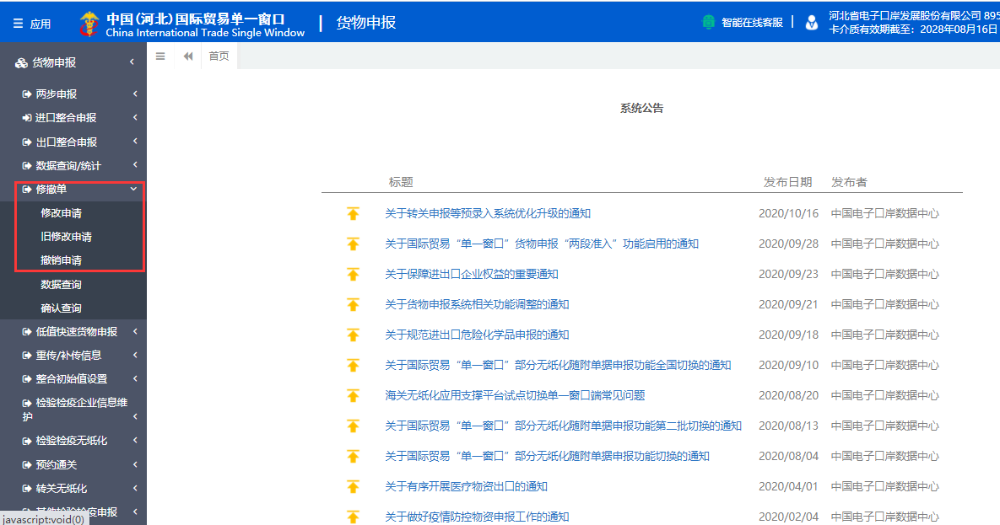 应用
中国(河北)国际贸易单一窗口
China International Trade Single Window
货物申报
智能在线客服
河北省电子口岸发展股份有限公司 895
卡介质有效期截至：2028年08月16日
货物申报
首页
两步申报
进口整合申报
出口整合申报
数据查询/统计
修撤单
修改申请
旧修改申请
撤销申请
数据查询
确认查询
低值快速货物申报
重传/补传信息
整合初始值设置
检验检疫企业信息维
护
检验检疫无纸化
预约通关
转关无纸化
其他检验检疫申报
javascript:void(0)
系统公告
标题 发布日期 发布者
关于转关申报等预录入系统优化升级的通知 2020/10/16 中国电子口岸数据中心
关于国际贸易“单一窗口”货物申报“两段准入”功能启用的通知 2020/09/28 中国电子口岸数据中心
关于保障进出口企业权益的重要通知 2020/09/23 中国电子口岸数据中心
关于货物申报系统相关功能调整的通知 2020/09/21 中国电子口岸数据中心
关于规范进出口危险化学品申报的通知 2020/09/18 中国电子口岸数据中心
关于国际贸易“单一窗口”部分无纸化随附单据申报功能全国切换的通知 2020/09/10 中国电子口岸数据中心
海关无纸化应用支撑平台试点切换单一窗口端常见问题 2020/08/20 中国电子口岸数据中心
关于国际贸易“单一窗口”部分无纸化随附单据申报功能第二批切换的通知 2020/08/13 中国电子口岸数据中心
关于国际贸易“单一窗口”部分无纸化随附单据申报功能切换的通知 2020/08/04 中国电子口岸数据中心
关于有序开展医疗物资出口的通知 2020/04/01 中国电子口岸数据中心
关于做好疫情防控物资申报工作的通知 2020/02/04 中国电子口岸数据中心